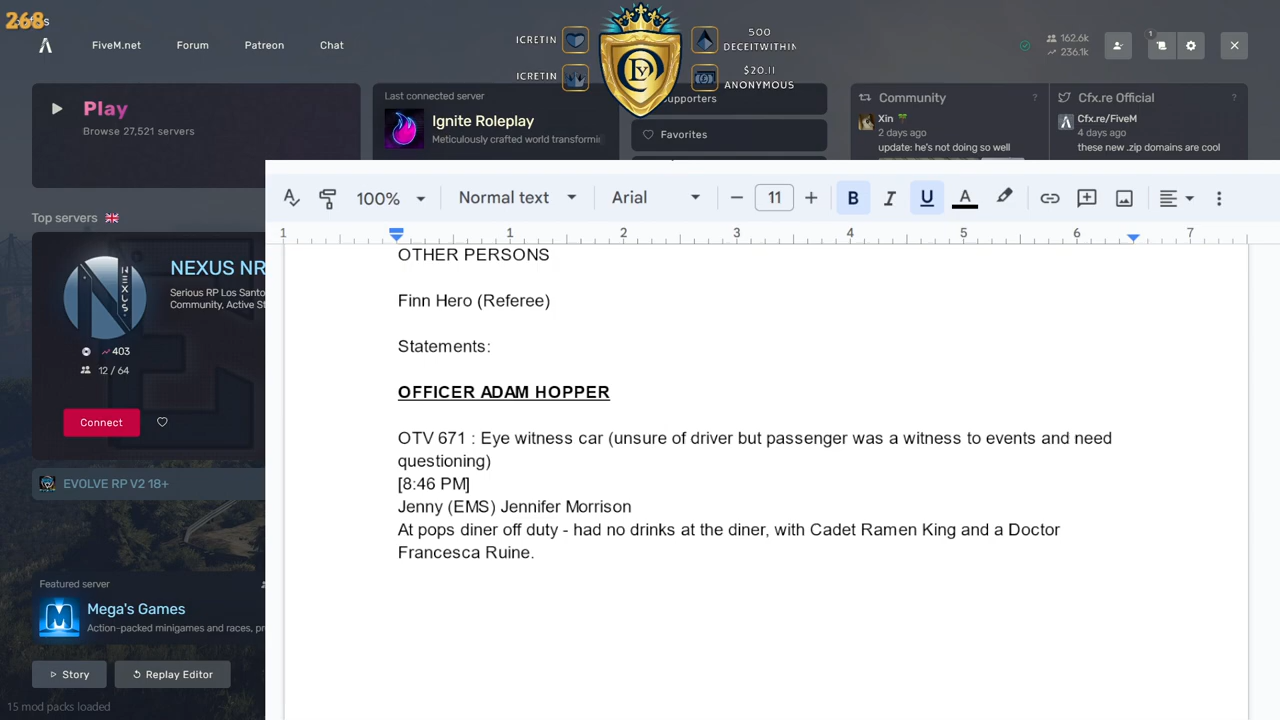 268
FiveM.net
Forum
Patreon
Chat
ICRETIN
500
DECEITWITHIN
ICRETIN
$20.11
ANONYMOUS
162.6k
236.1k
1
Play
Browse 27,521 servers
Last connected server
Ignite Roleplay
Meticulously crafted world transformin
Supporters
Favorites
Community
?
Xin
2 days ago
update: he's not doing so well
Cfx.re Official
?
Cfx.re/FiveM
4 days ago
these new .zip domains are cool
Top servers
NEXUS NR
Serious RP Los Santo
Community, Active St
403
12 / 64
Connect
EVOLVE RP V2 18+
Featured server
Mega's Games
Action-packed minigames and races, pr
Story
Replay Editor
15 mod packs loaded
100%
Normal text
Arial
11
B
I
U
A
1
1
2
3
4
5
6
7
OTHER PERSONS
Finn Hero (Referee)
Statements:
OFFICER ADAM HOPPER
OTV 671 : Eye witness car (unsure of driver but passenger was a witness to events and need
questioning)
[8:46 PM]
Jenny (EMS) Jennifer Morrison
At pops diner off duty - had no drinks at the diner, with Cadet Ramen King and a Doctor
Francesca Ruine.